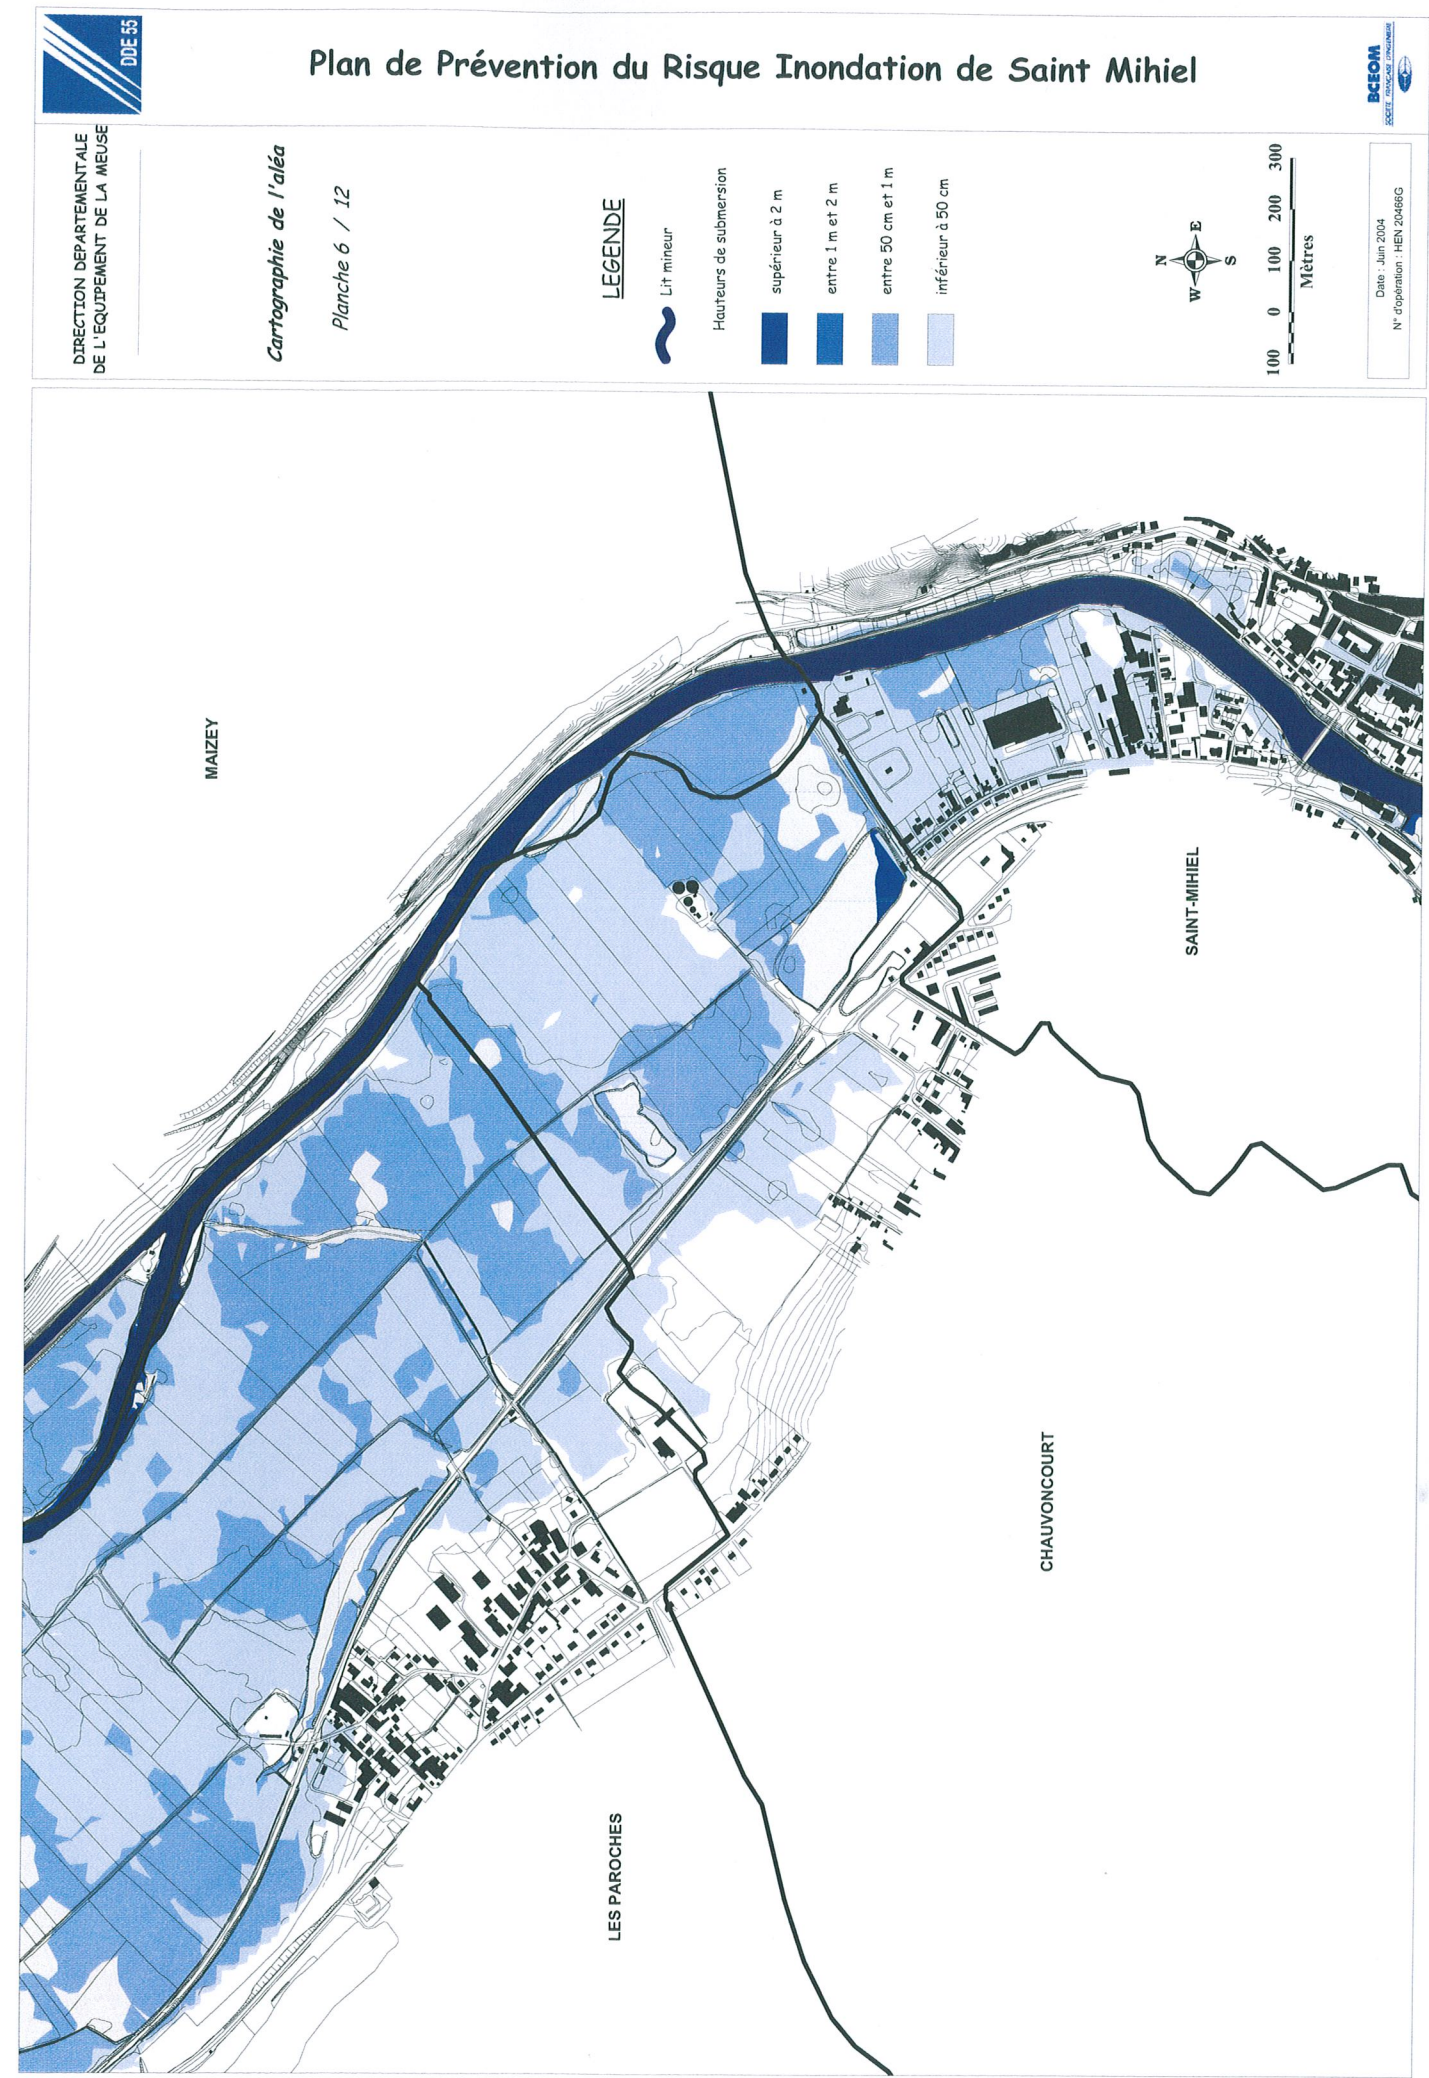 DDE 55
Plan de Prévention du Risque Inondation de Saint Mihiel
BCEOM
SOCIETE FRANÇAISE D'INGENIERIE
DIRECTION DEPARTEMENTALE
DE L'EQUIPEMENT DE LA MEUSE
Cartographie de l'aléa
Planche 6 / 12
LEGENDE
Lit mineur
Hauteurs de submersion
supérieur à 2 m
entre 1 m et 2 m
entre 50 cm et 1 m
inférieur à 50 cm
N
W
E
S
100 0 100 200 300
Mètres
Date : Juin 2004
N° d'opération : HEN 20466G
MAIZEY
SAINT-MIHIEL
CHAUVONCOURT
LES PAROCHES